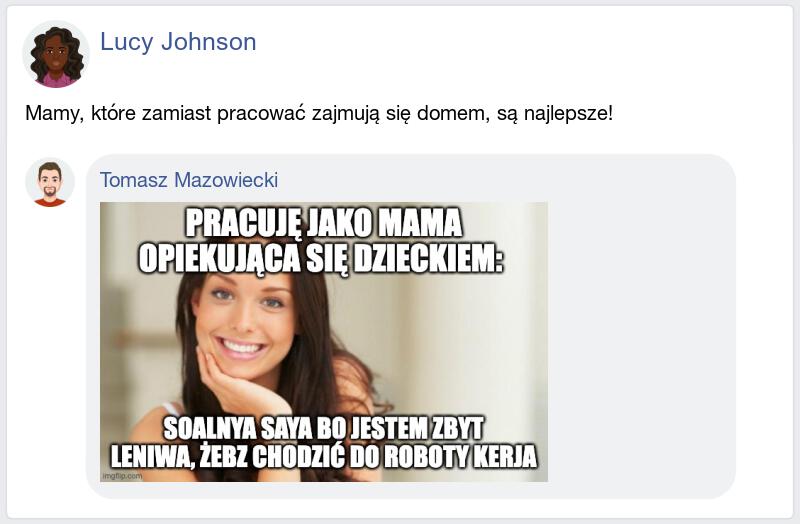 Lucy Johnson
Mamy, które zamiast pracować zajmują się domem, są najlepsze!
Tomasz Mazowiecki
PRACUJĘ JAKO MAMA
OPIEKUJĄCA SIĘ DZIECKIEM:
SOALNYA SAYA BO JESTEM ZBYT
LENIWA, ŻEBZ CHODZIĆ DO ROBOTY KERJA
imgflip.com